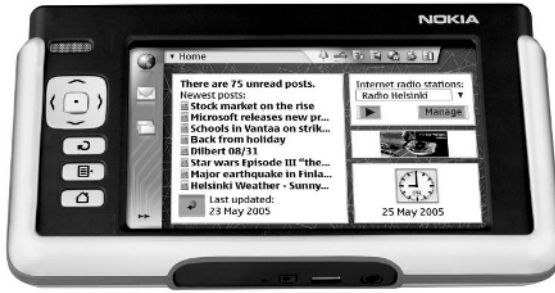 NOKIA
Home
There are 75 unread posts.
Newest posts:
Stock market on the rise
Microsoft releases new pr...
Schools in Vantaa on strik...
Back from holiday
Dilbert 08/31
Star wars Episode III "the...
Major earthquake in Finla...
Helsinki Weather - Sunny...
Last updated:
23 May 2005
Internet radio stations:
Radio Helsinki
Manage
PM
25 May 2005